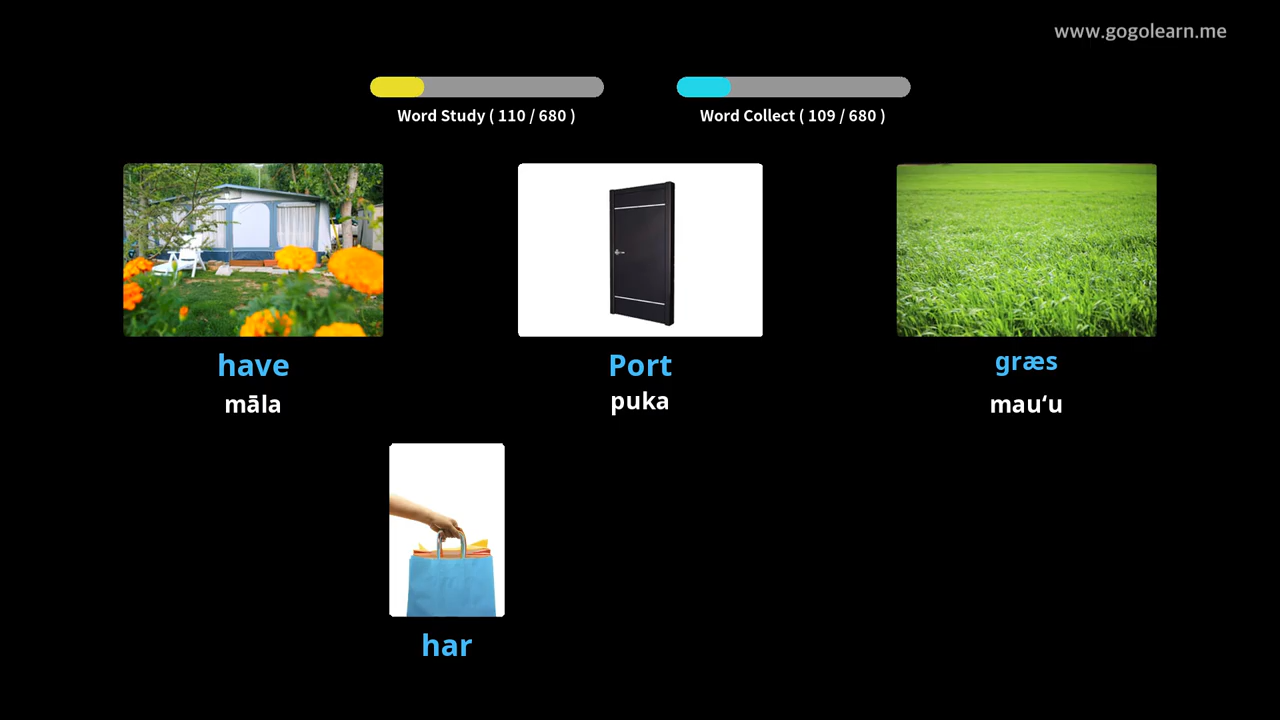 www.gogolearn.me
Word Study ( 110 / 680 )
Word Collect ( 109 / 680 )
have
māla
Port
puka
græs
mauʻu
har